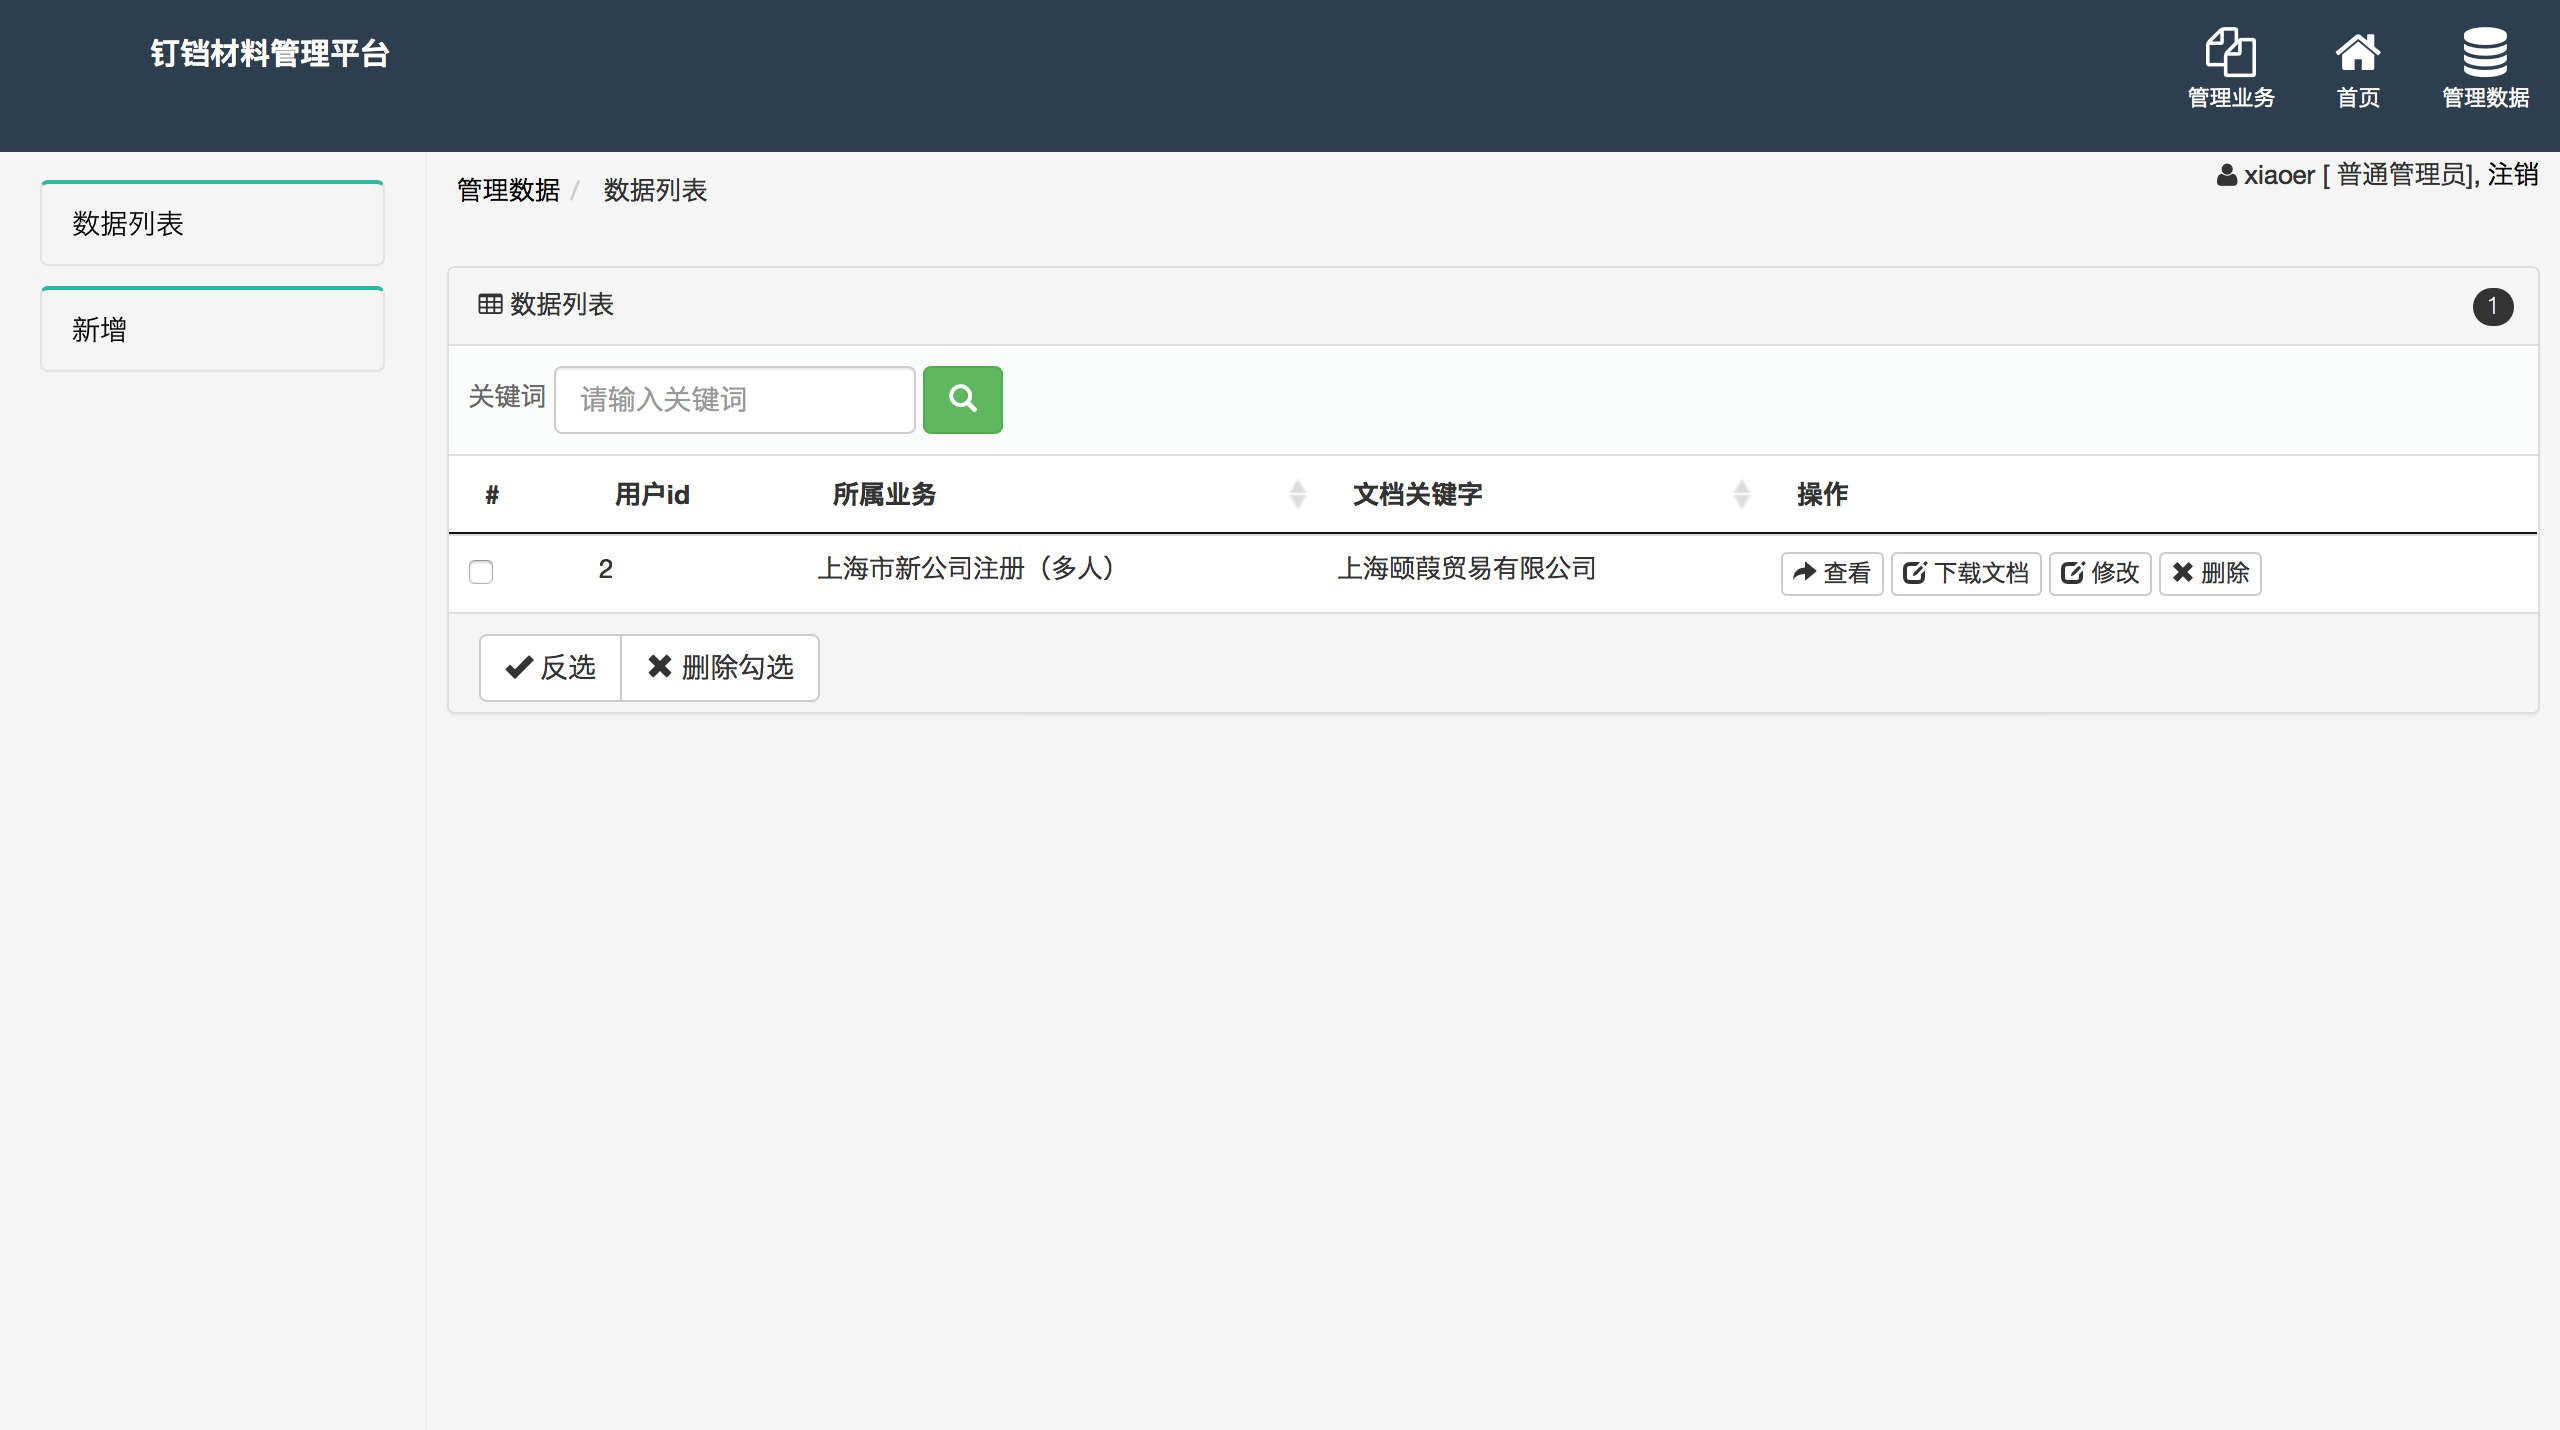 钉铛材料管理平台
管理业务 首页 管理数据
xiaoer [ 普通管理员], 注销
管理数据 / 数据列表
数据列表
新增
数据列表 1
关键词 请输入关键词
# 用户id 所属业务 文档关键字 操作
2 上海市新公司注册（多人） 上海颐葭贸易有限公司 查看 下载文档 修改 删除
反选 删除勾选